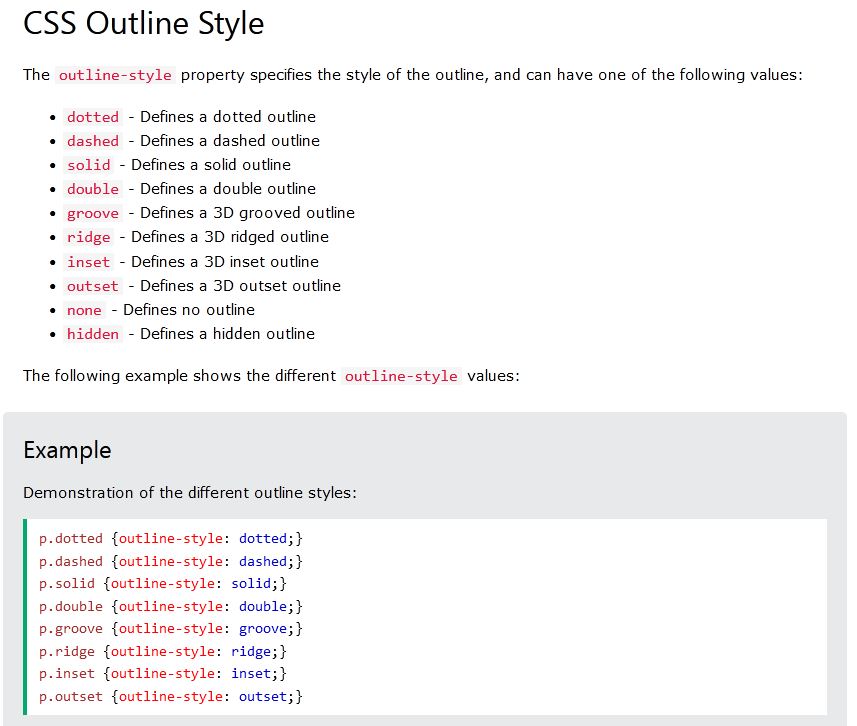 CSS Outline Style
The outline-style property specifies the style of the outline, and can have one of the following values:
• dotted - Defines a dotted outline
• dashed - Defines a dashed outline
• solid - Defines a solid outline
• double - Defines a double outline
• groove - Defines a 3D grooved outline
• ridge - Defines a 3D ridged outline
• inset - Defines a 3D inset outline
• outset - Defines a 3D outset outline
• none - Defines no outline
• hidden - Defines a hidden outline
The following example shows the different outline-style values:
Example
Demonstration of the different outline styles:
p.dotted {outline-style: dotted;}
p.dashed {outline-style: dashed;}
p.solid {outline-style: solid;}
p.double {outline-style: double;}
p.groove {outline-style: groove;}
p.ridge {outline-style: ridge;}
p.inset {outline-style: inset;}
p.outset {outline-style: outset;}